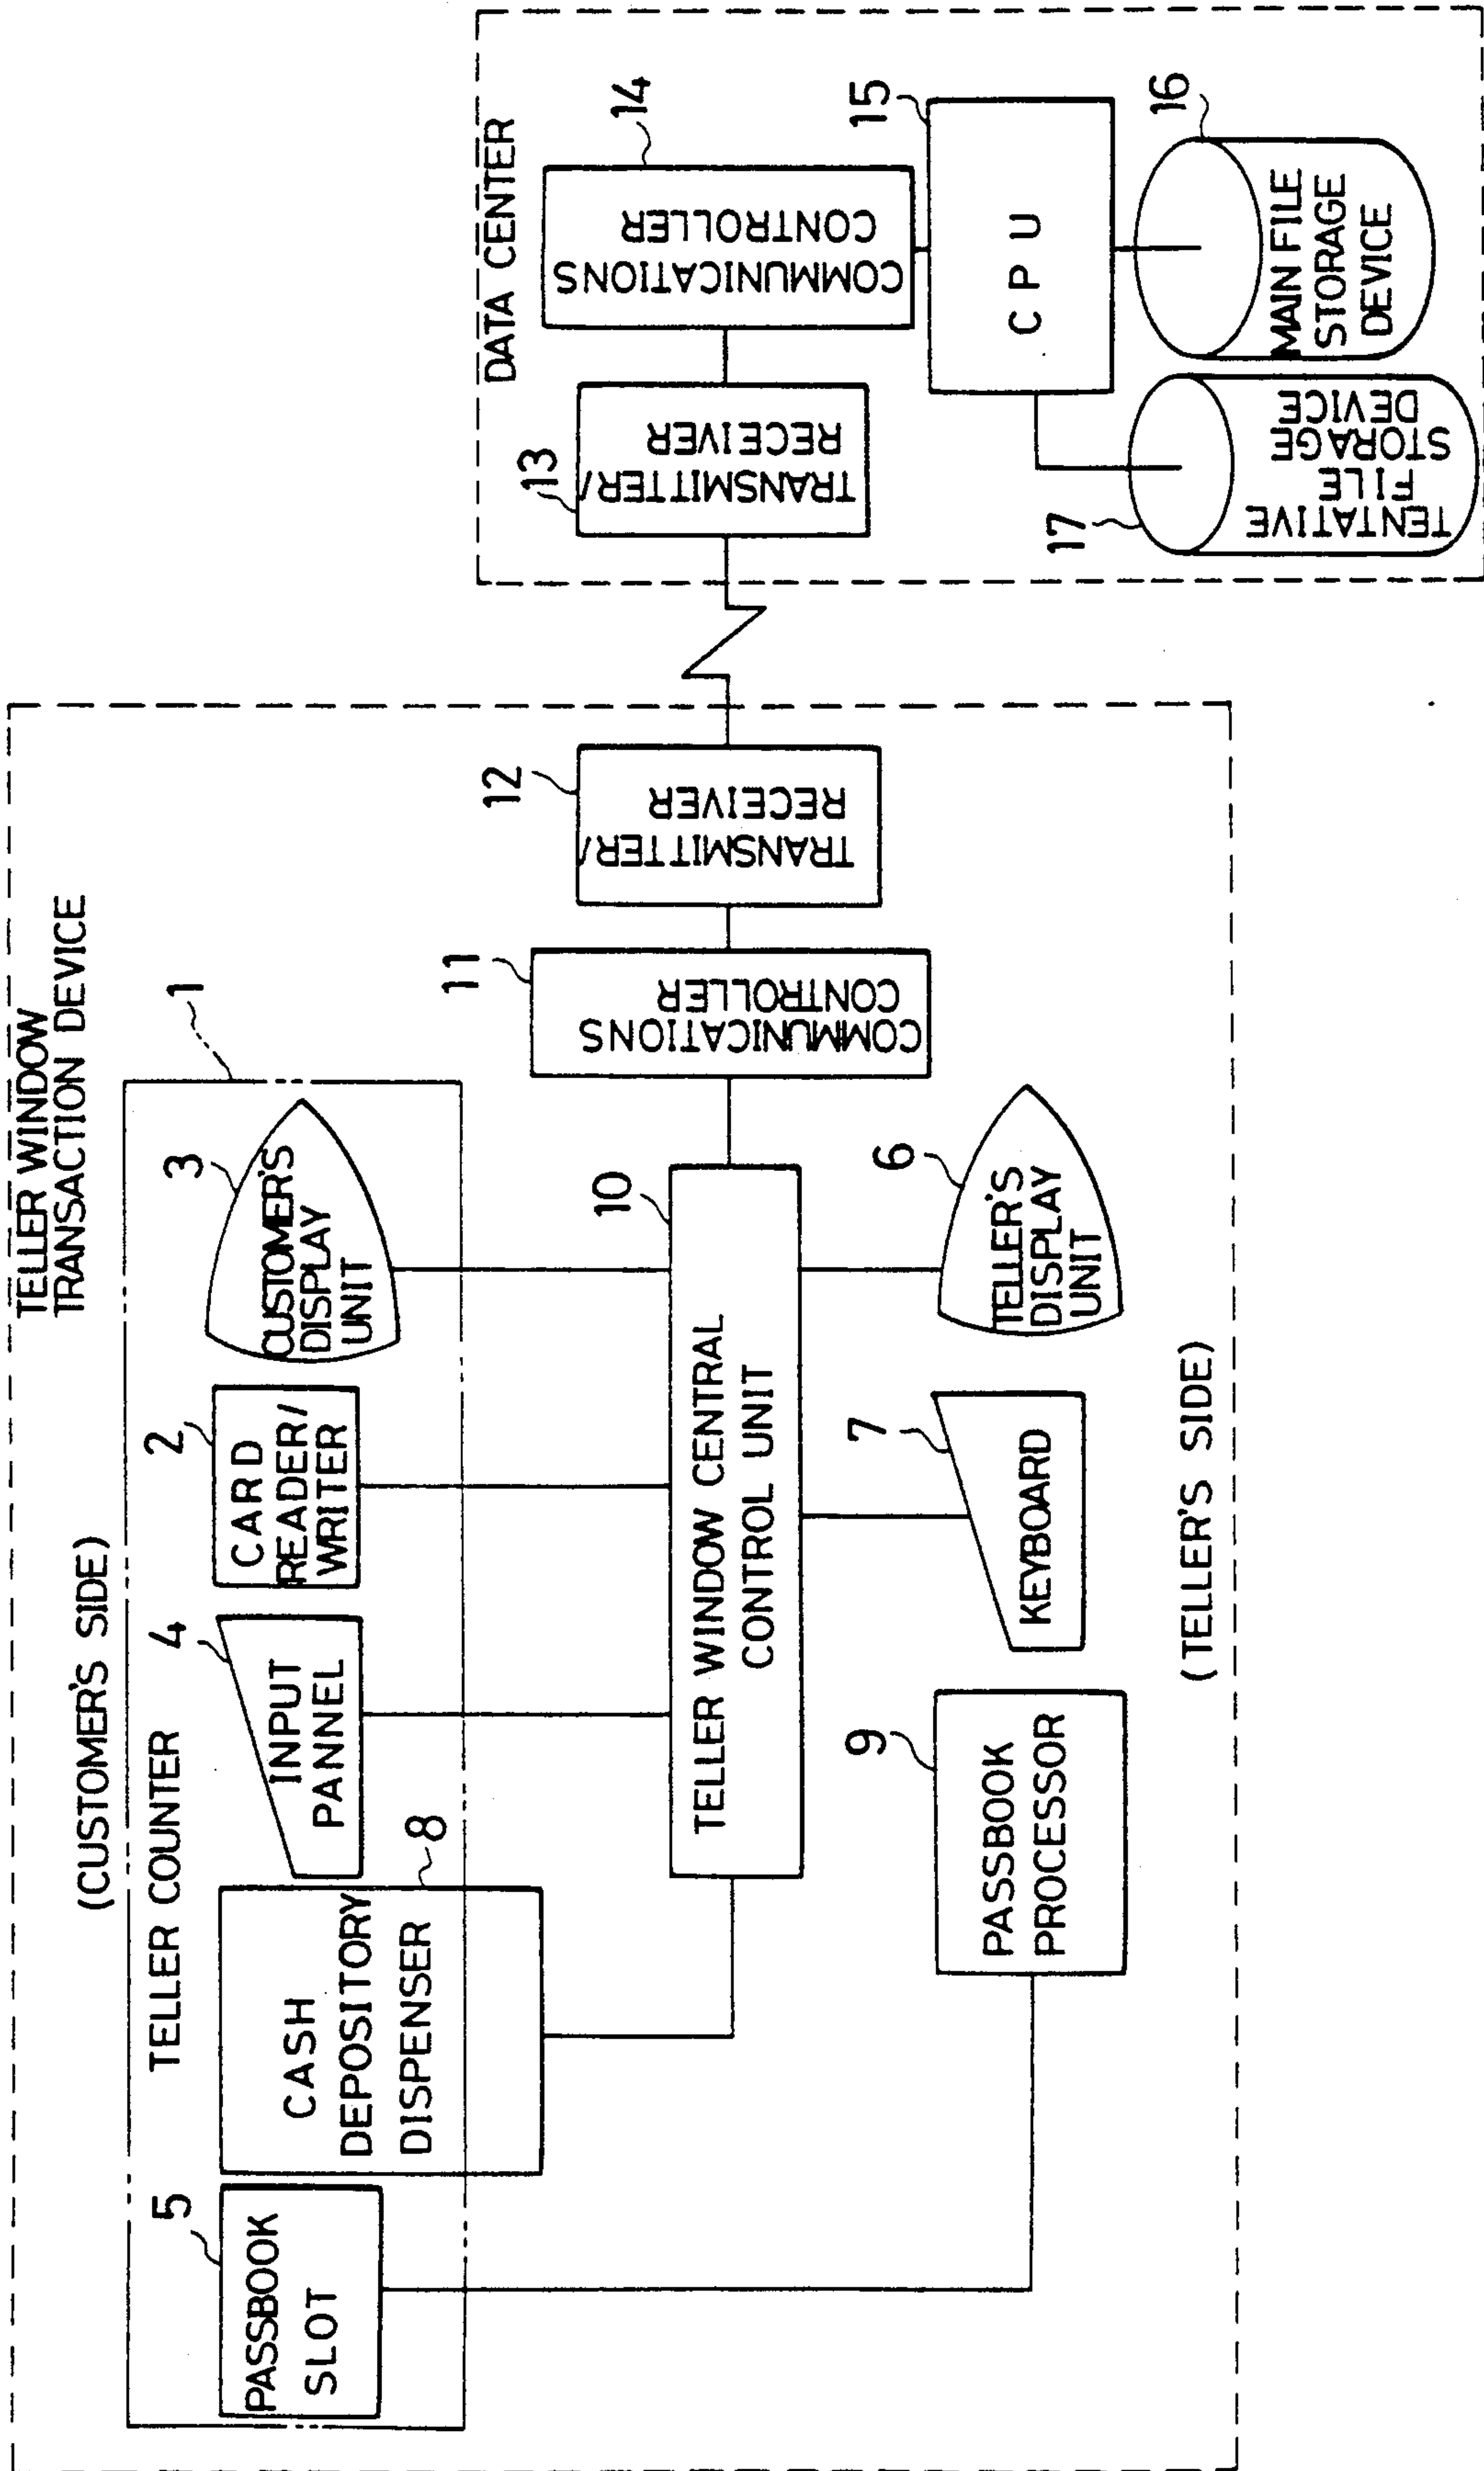 TELLER WINDOW
TRANSACTION DEVICE
(CUSTOMER'S SIDE)
TELLER COUNTER
1
5
PASSBOOK
SLOT
8
CASH
DEPOSITORY
DISPENSER
4
INPUT
PANNEL
2
CARD
READER/
WRITER
3
CUSTOMER'S
DISPLAY
UNIT
10
TELLER WINDOW CENTRAL
CONTROL UNIT
11
COMMUNICATIONS
CONTROLLER
12
TRANSMITTER/
RECEIVER
9
PASSBOOK
PROCESSOR
7
KEYBOARD
6
TELLER'S
DISPLAY
UNIT
(TELLER'S SIDE)
DATA CENTER
13
TRANSMITTER/
RECEIVER
14
COMMUNICATIONS
CONTROLLER
15
CPU
17
TENTATIVE
FILE
STORAGE
DEVICE
16
MAIN FILE
STORAGE
DEVICE